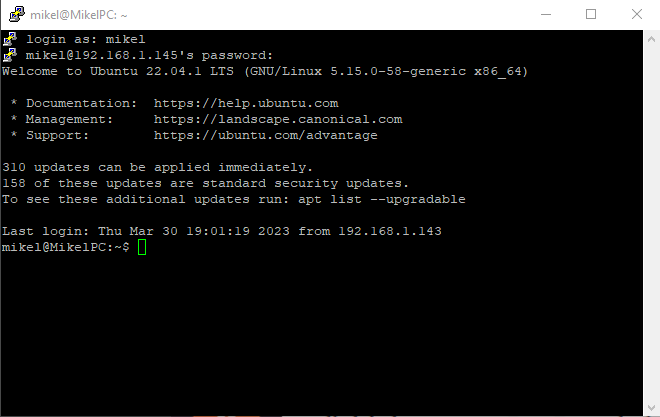 mikel@MikelPC: ~
login as: mikel
mikel@192.168.1.145's password:
Welcome to Ubuntu 22.04.1 LTS (GNU/Linux 5.15.0-58-generic x86_64)
* Documentation:  https://help.ubuntu.com
* Management:     https://landscape.canonical.com
* Support:        https://ubuntu.com/advantage
310 updates can be applied immediately.
158 of these updates are standard security updates.
To see these additional updates run: apt list --upgradable
Last login: Thu Mar 30 19:01:19 2023 from 192.168.1.143
mikel@MikelPC:~$